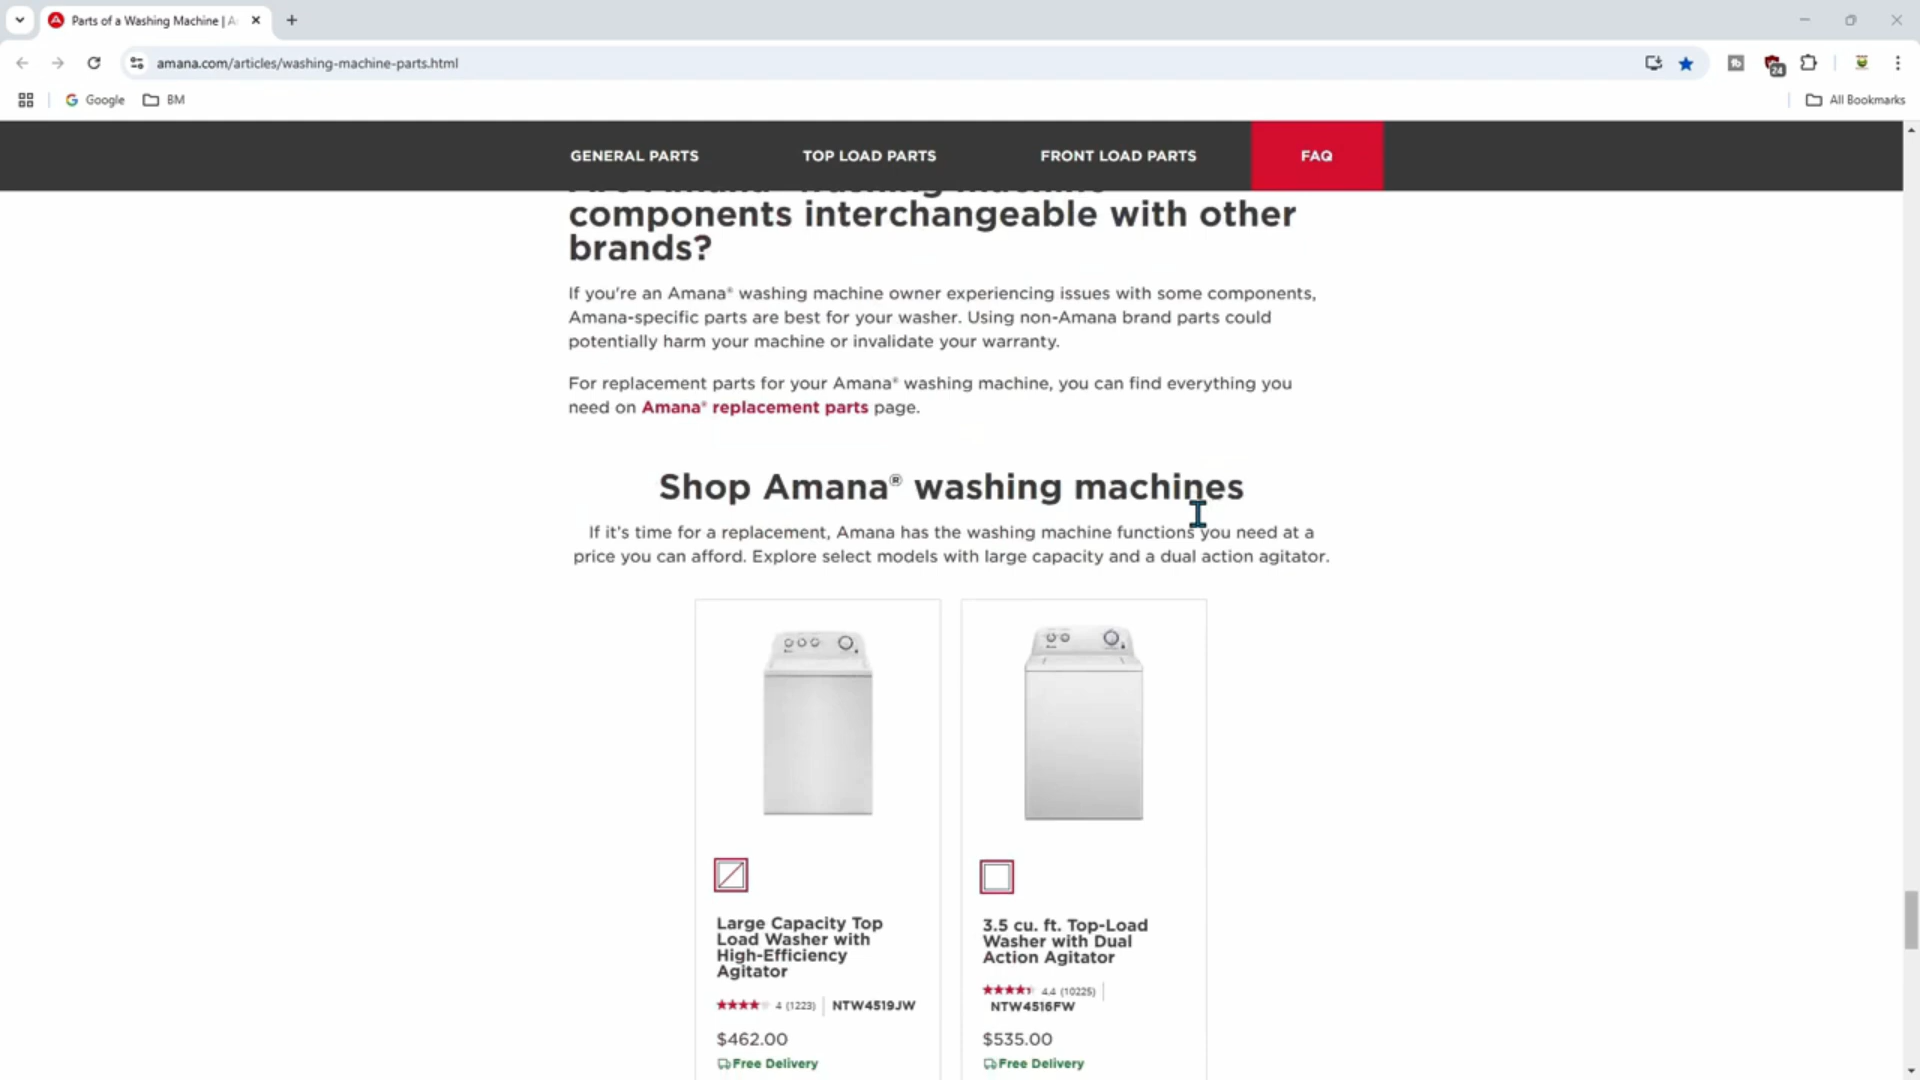 Parts of a Washing Machine | A
amana.com/articles/washing-machine-parts.html
24
Google
BM
All Bookmarks
GENERAL PARTS
TOP LOAD PARTS
FRONT LOAD PARTS
FAQ
components interchangeable with other
brands?
If you're an Amana® washing machine owner experiencing issues with some components,
Amana-specific parts are best for your washer. Using non-Amana brand parts could
potentially harm your machine or invalidate your warranty.
For replacement parts for your Amana® washing machine, you can find everything you
need on Amana® replacement parts page.
Shop Amana® washing machines
If it's time for a replacement, Amana has the washing machine functions you need at a
price you can afford. Explore select models with large capacity and a dual action agitator.
Large Capacity Top
Load Washer with
High-Efficiency
Agitator
4 (1223) | NTW4519JW
$462.00
Free Delivery
3.5 cu. ft. Top-Load
Washer with Dual
Action Agitator
4.4 (10225) |
NTW4516FW
$535.00
Free Delivery